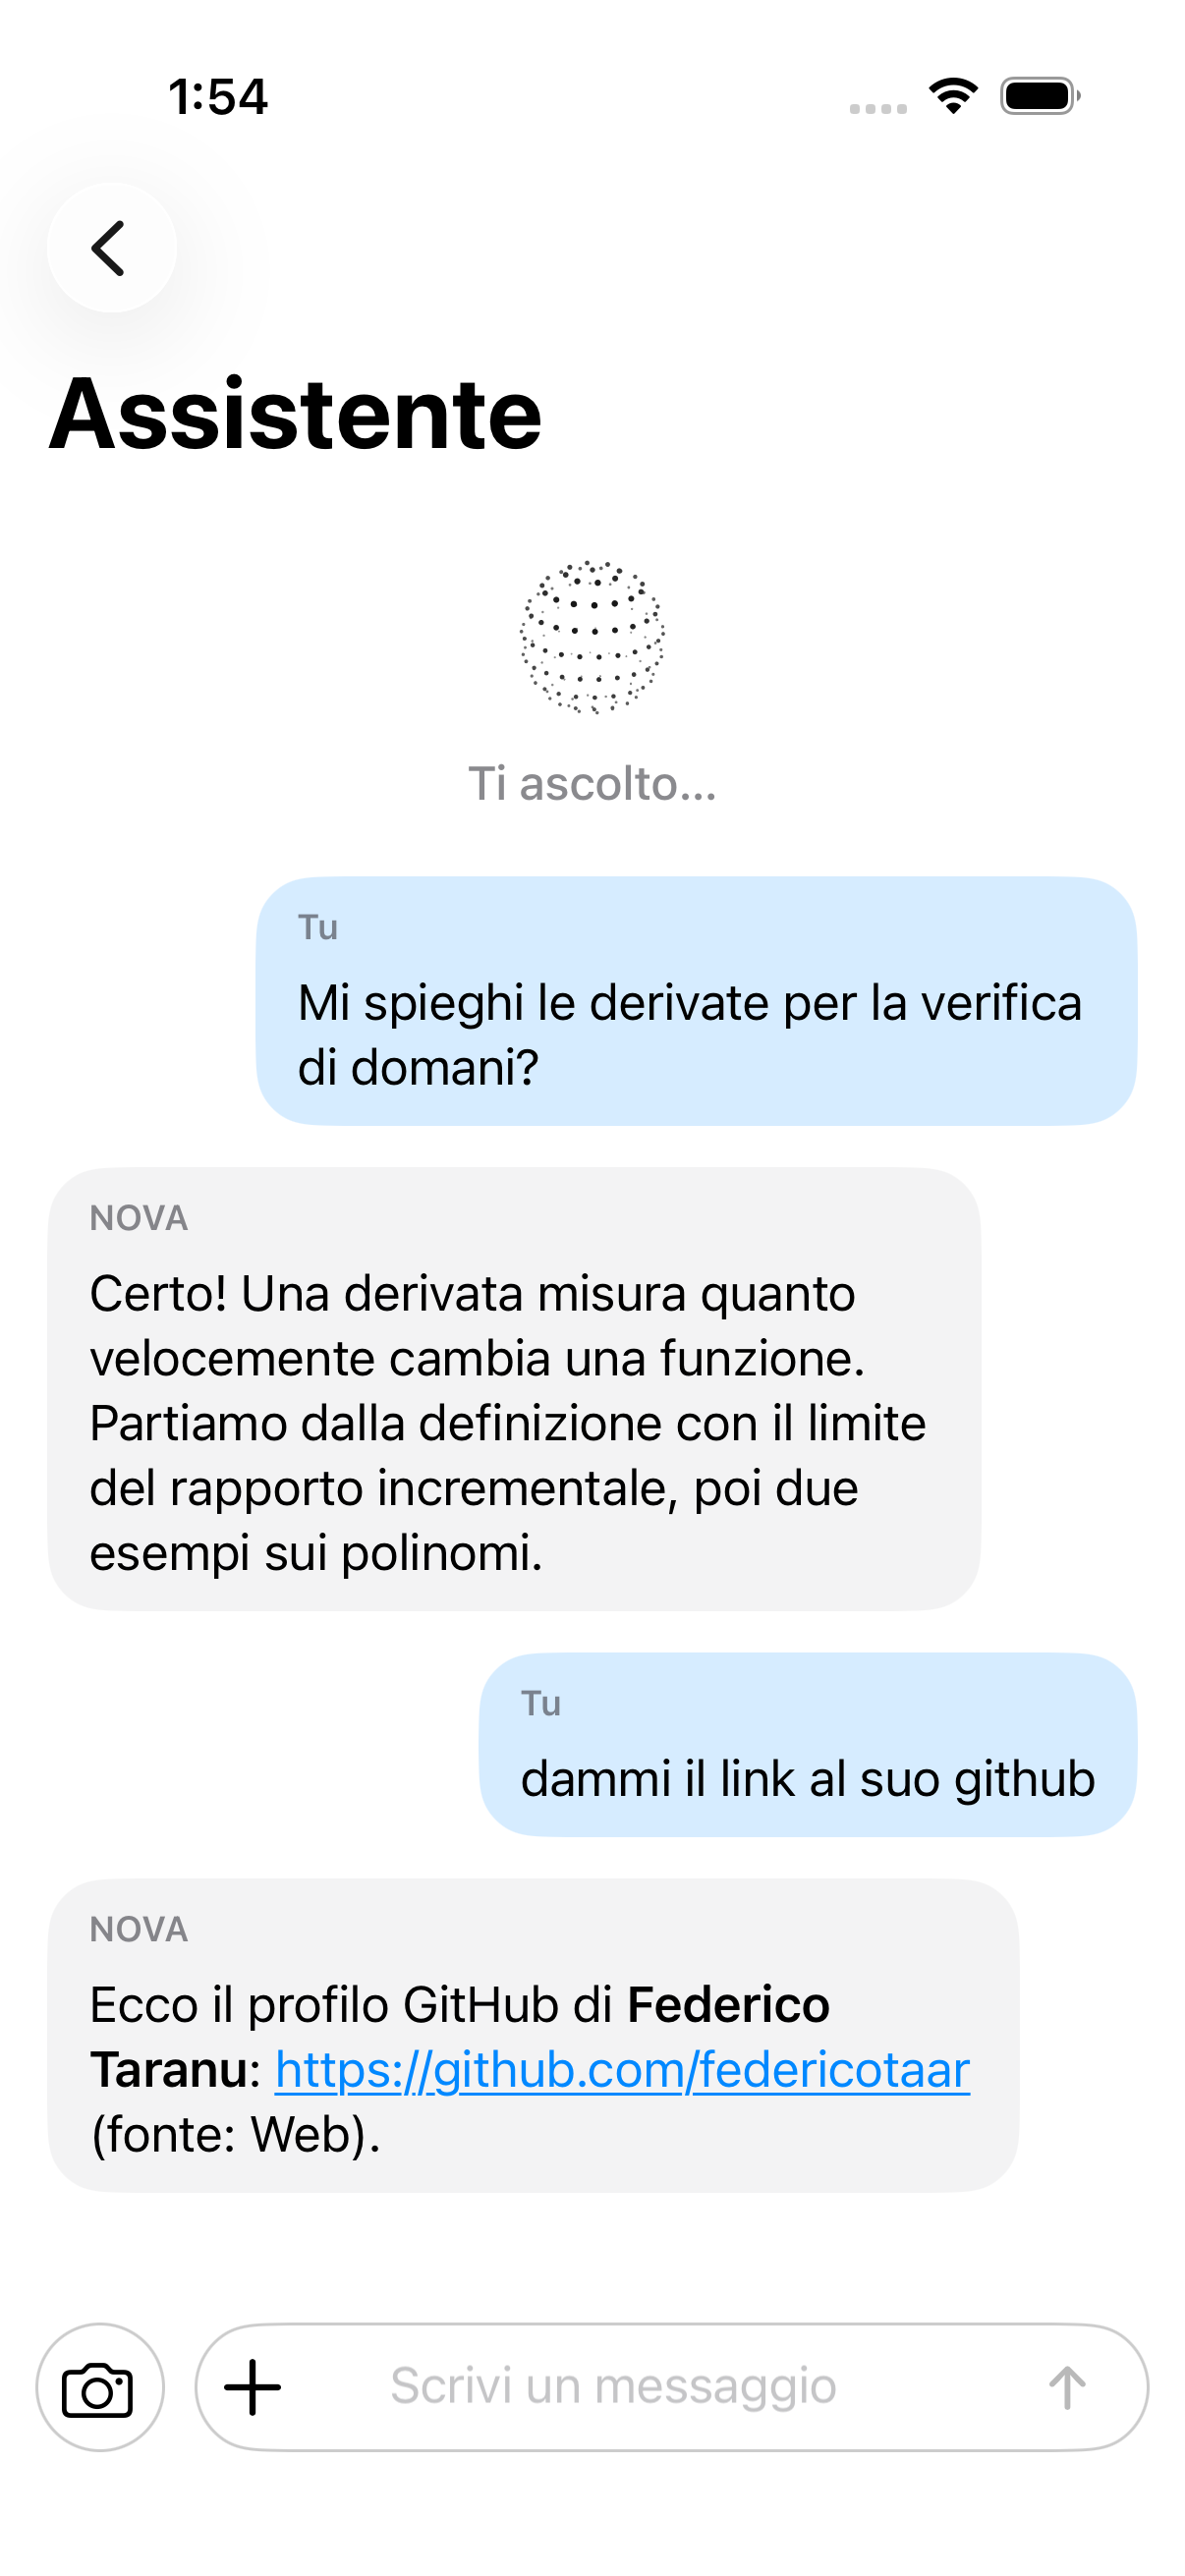 1:54
Assistente
Ti ascolto...
Tu
Mi spieghi le derivate per la verifica
di domani?
NOVA
Certo! Una derivata misura quanto
velocemente cambia una funzione.
Partiamo dalla definizione con il limite
del rapporto incrementale, poi due
esempi sui polinomi.
Tu
dammi il link al suo github
NOVA
Ecco il profilo GitHub di Federico
Taranu: https://github.com/federicotaar
(fonte: Web).
Scrivi un messaggio